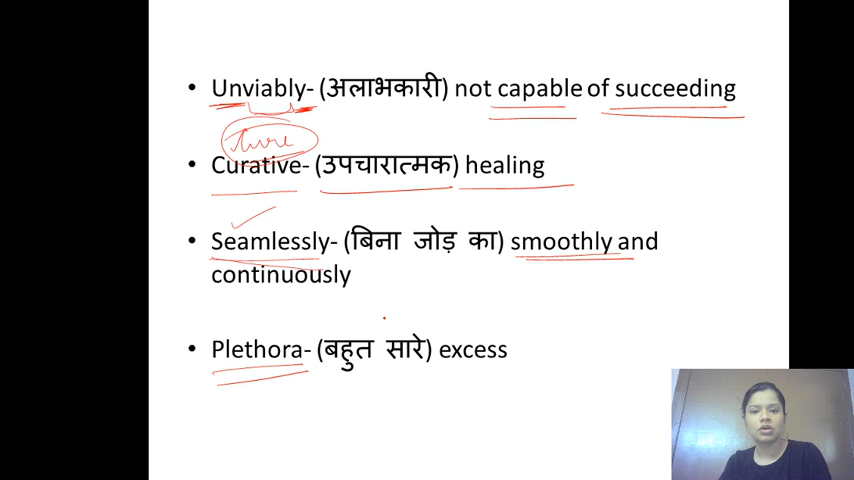 • Unviably- (अलाभकारी) not capable of succeeding
• Curative- (उपचारात्मक) healing
• Seamlessly- (बिना जोड़ का) smoothly and
continuously
• Plethora- (बहुत सारे) excess